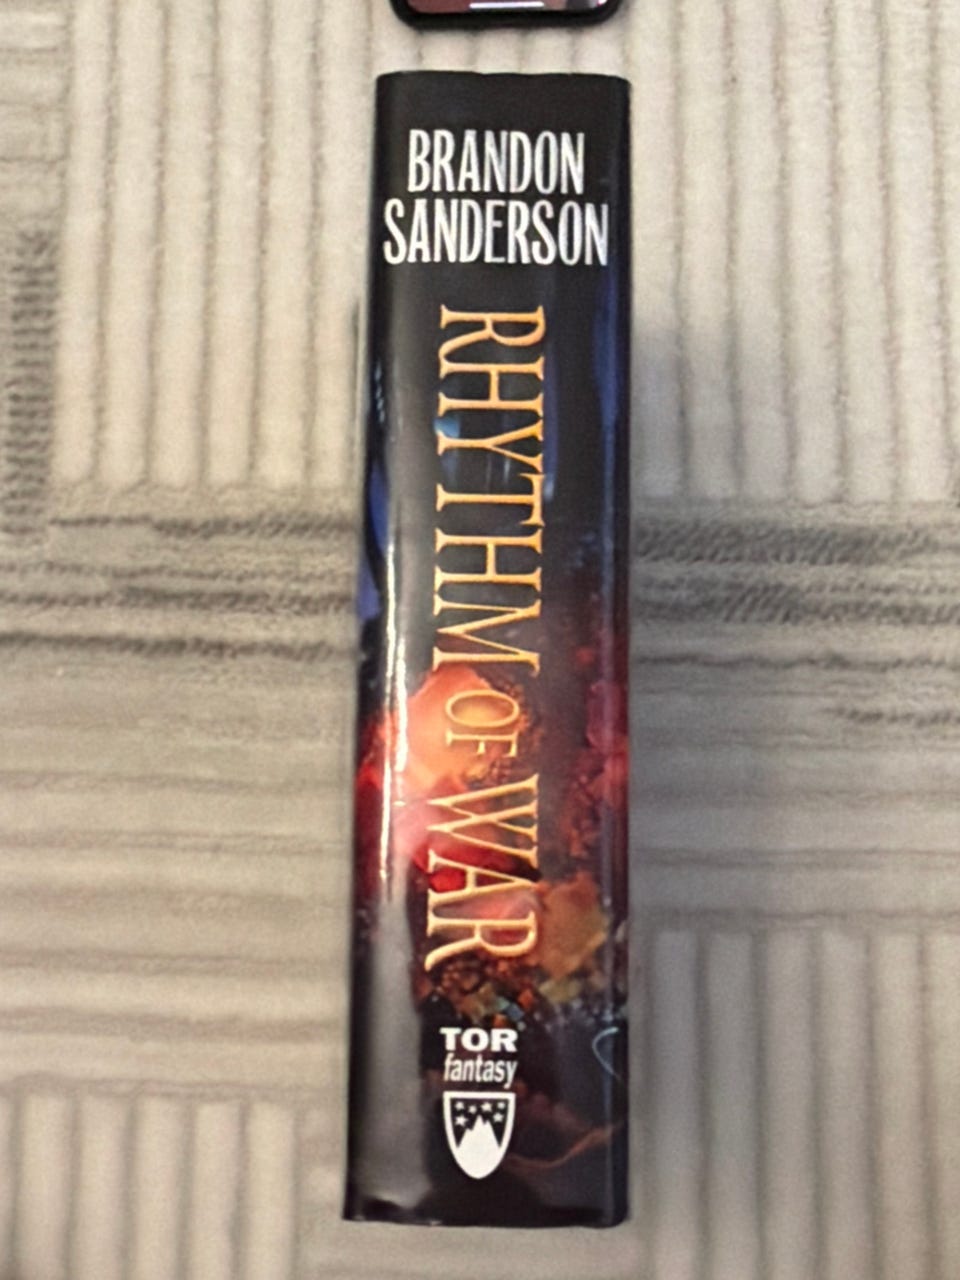 BRANDON
SANDERSON
RHYTHM OF WAR
TOR
fantasy